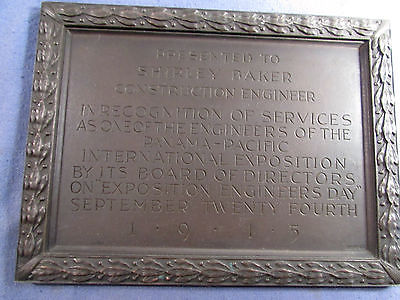 PRESENTED TO
SHIRLEY BAKER
CONSTRUCTION ENGINEER
IN RECOGNITION OF SERVICES
AS ONE OF THE ENGINEERS OF THE
PANAMA-PACIFIC
INTERNATIONAL EXPOSITION
BY ITS BOARD OF DIRECTORS
ON "EXPOSITION ENGINEERS DAY"
SEPTEMBER TWENTY FOURTH
1·9·1·5